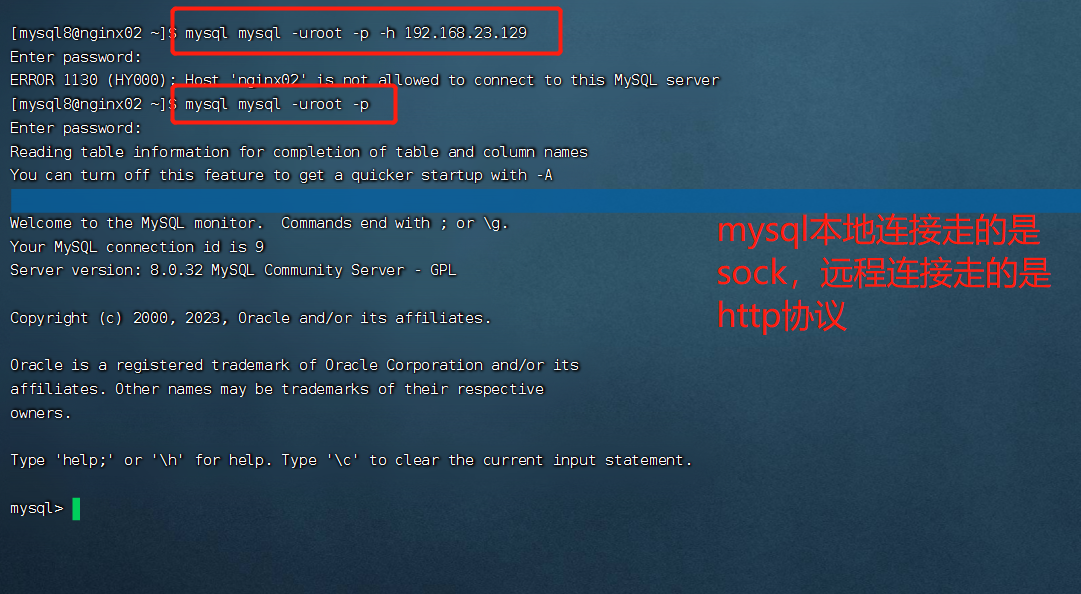 [mysql8@nginx02 ~]$ mysql mysql -uroot -p -h 192.168.23.129
Enter password:
ERROR 1130 (HY000): Host 'nginx02' is not allowed to connect to this MySQL server
[mysql8@nginx02 ~]$ mysql mysql -uroot -p
Enter password:
Reading table information for completion of table and column names
You can turn off this feature to get a quicker startup with -A
Welcome to the MySQL monitor.  Commands end with ; or \g.
Your MySQL connection id is 9
Server version: 8.0.32 MySQL Community Server - GPL
Copyright (c) 2000, 2023, Oracle and/or its affiliates.
Oracle is a registered trademark of Oracle Corporation and/or its
affiliates. Other names may be trademarks of their respective
owners.
Type 'help;' or '\h' for help. Type '\c' to clear the current input statement.
mysql>
mysql本地连接走的是
sock，远程连接走的是
http协议